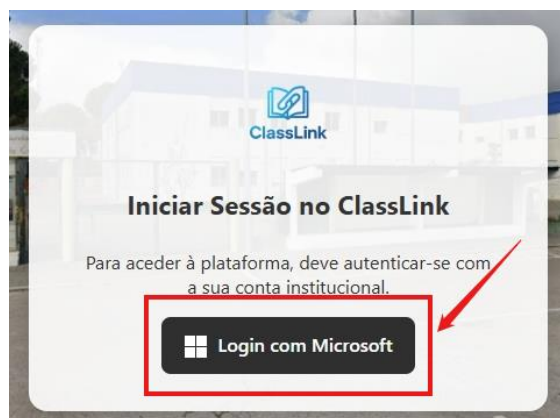 ClassLink
Iniciar Sessão no ClassLink
Para aceder à plataforma, deve autenticar-se com
a sua conta institucional.
Login com Microsoft